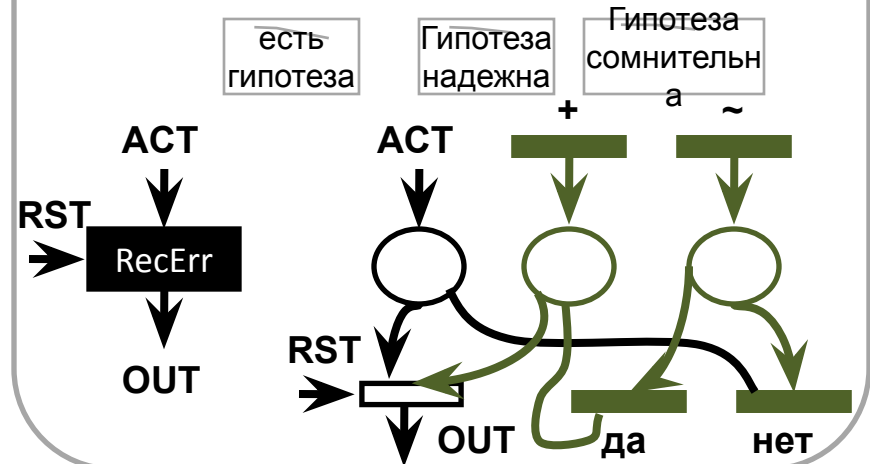 есть
гипотеза
Гипотеза
надежна
Гипотеза
сомнительн
а
+
~
ACT
ACT
RST
RecErr
RST
OUT
OUT
да
нет